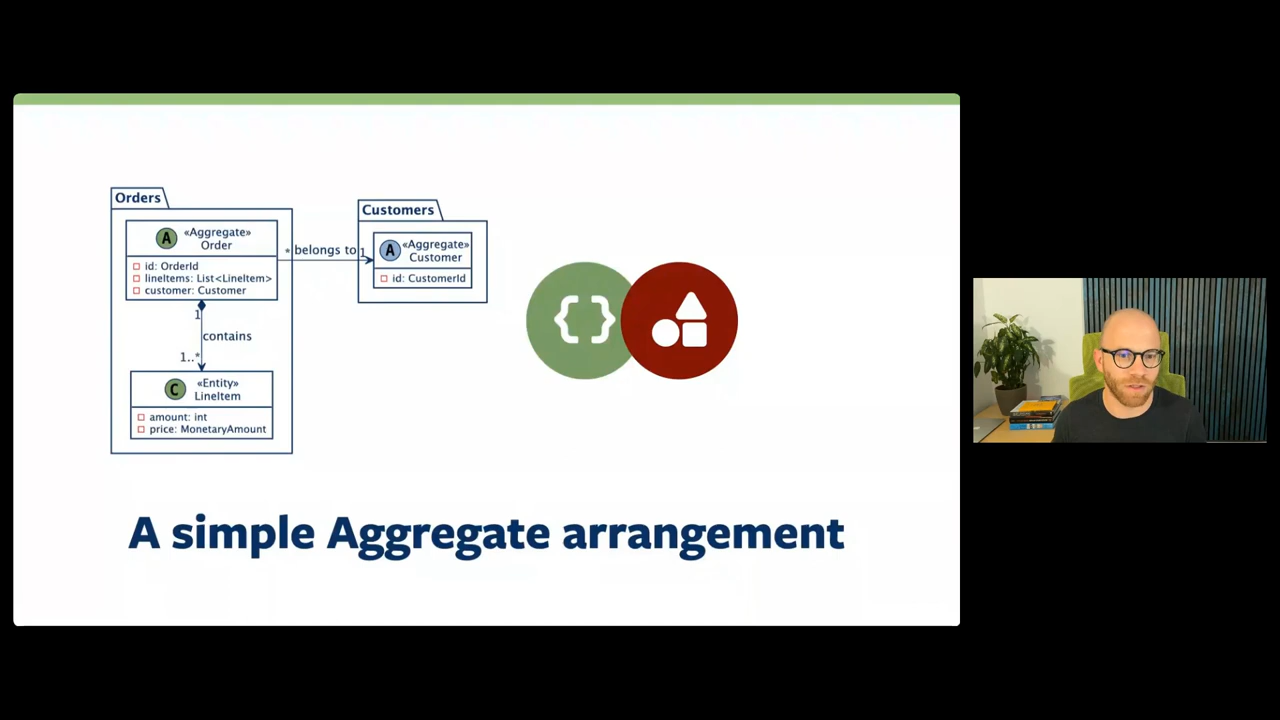 Orders
A «Aggregate»
Order
id: OrderId
lineItems: List<LineItem>
customer: Customer
* belongs to 1
Customers
A «Aggregate»
Customer
id: CustomerId
1
contains
1..*
C «Entity»
LineItem
amount: int
price: MonetaryAmount
{}
A simple Aggregate arrangement